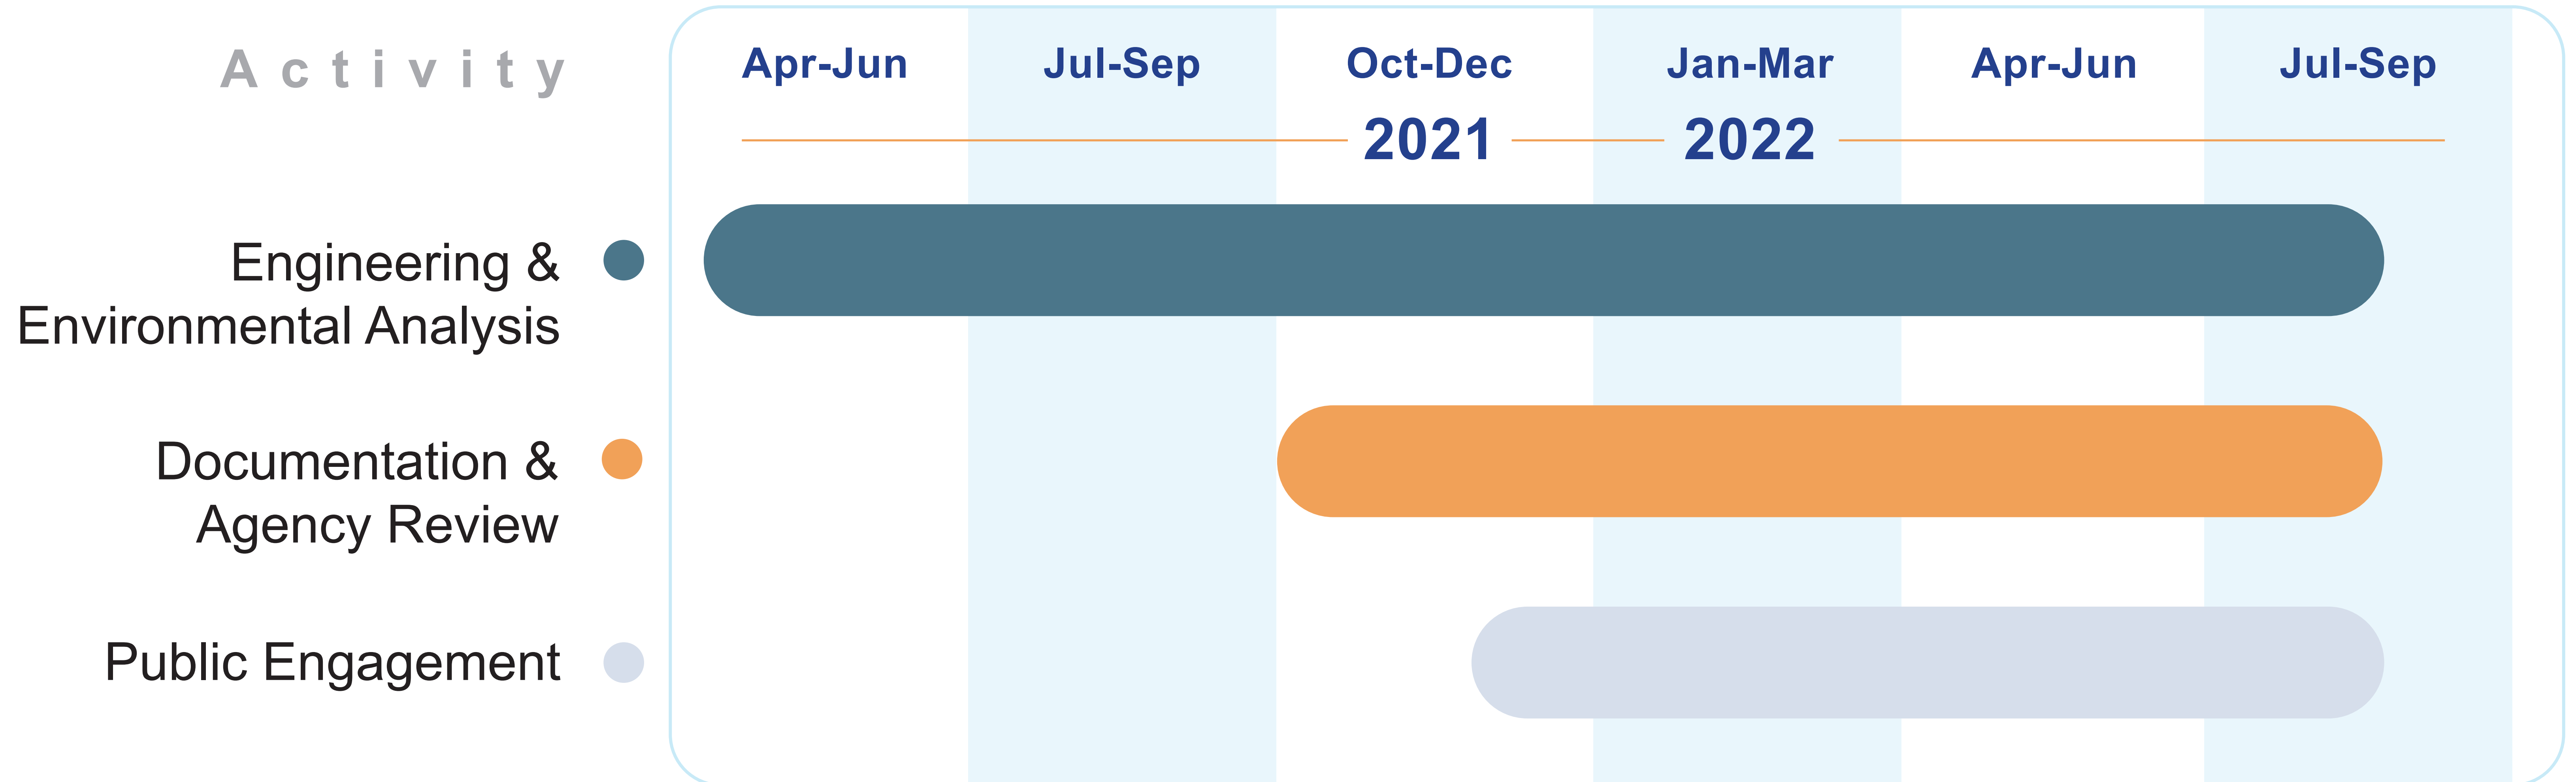 Activity
Apr-Jun Jul-Sep Oct-Dec Jan-Mar Apr-Jun Jul-Sep
2021 2022
Engineering &
Environmental Analysis
Documentation &
Agency Review
Public Engagement